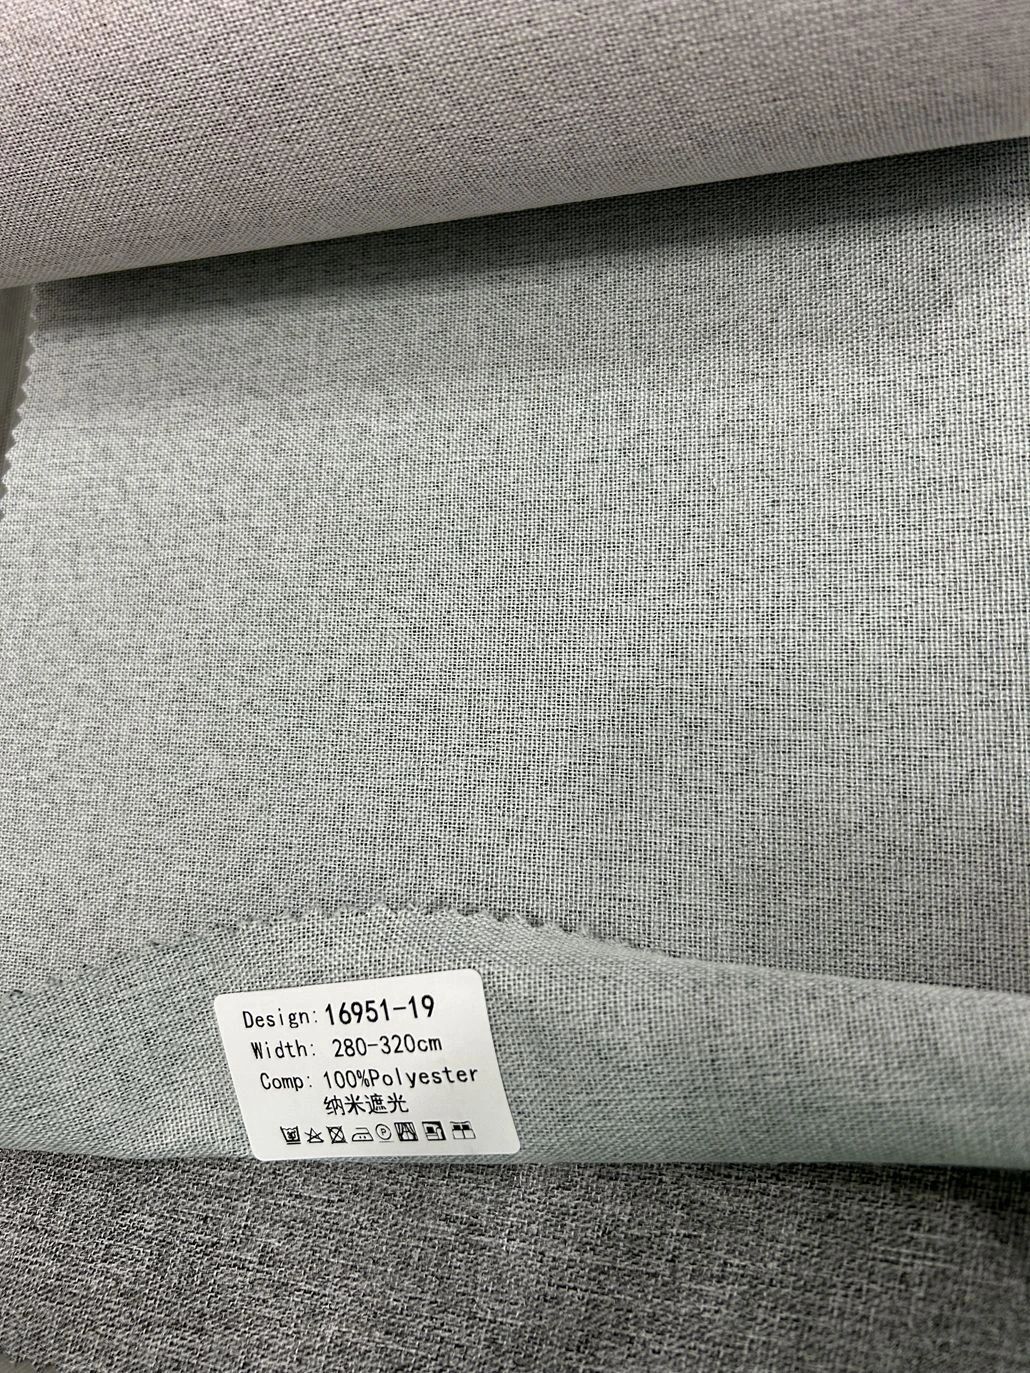 Design: 16951-19
Width: 280-320cm
Comp: 100%Polyester
纳米遮光